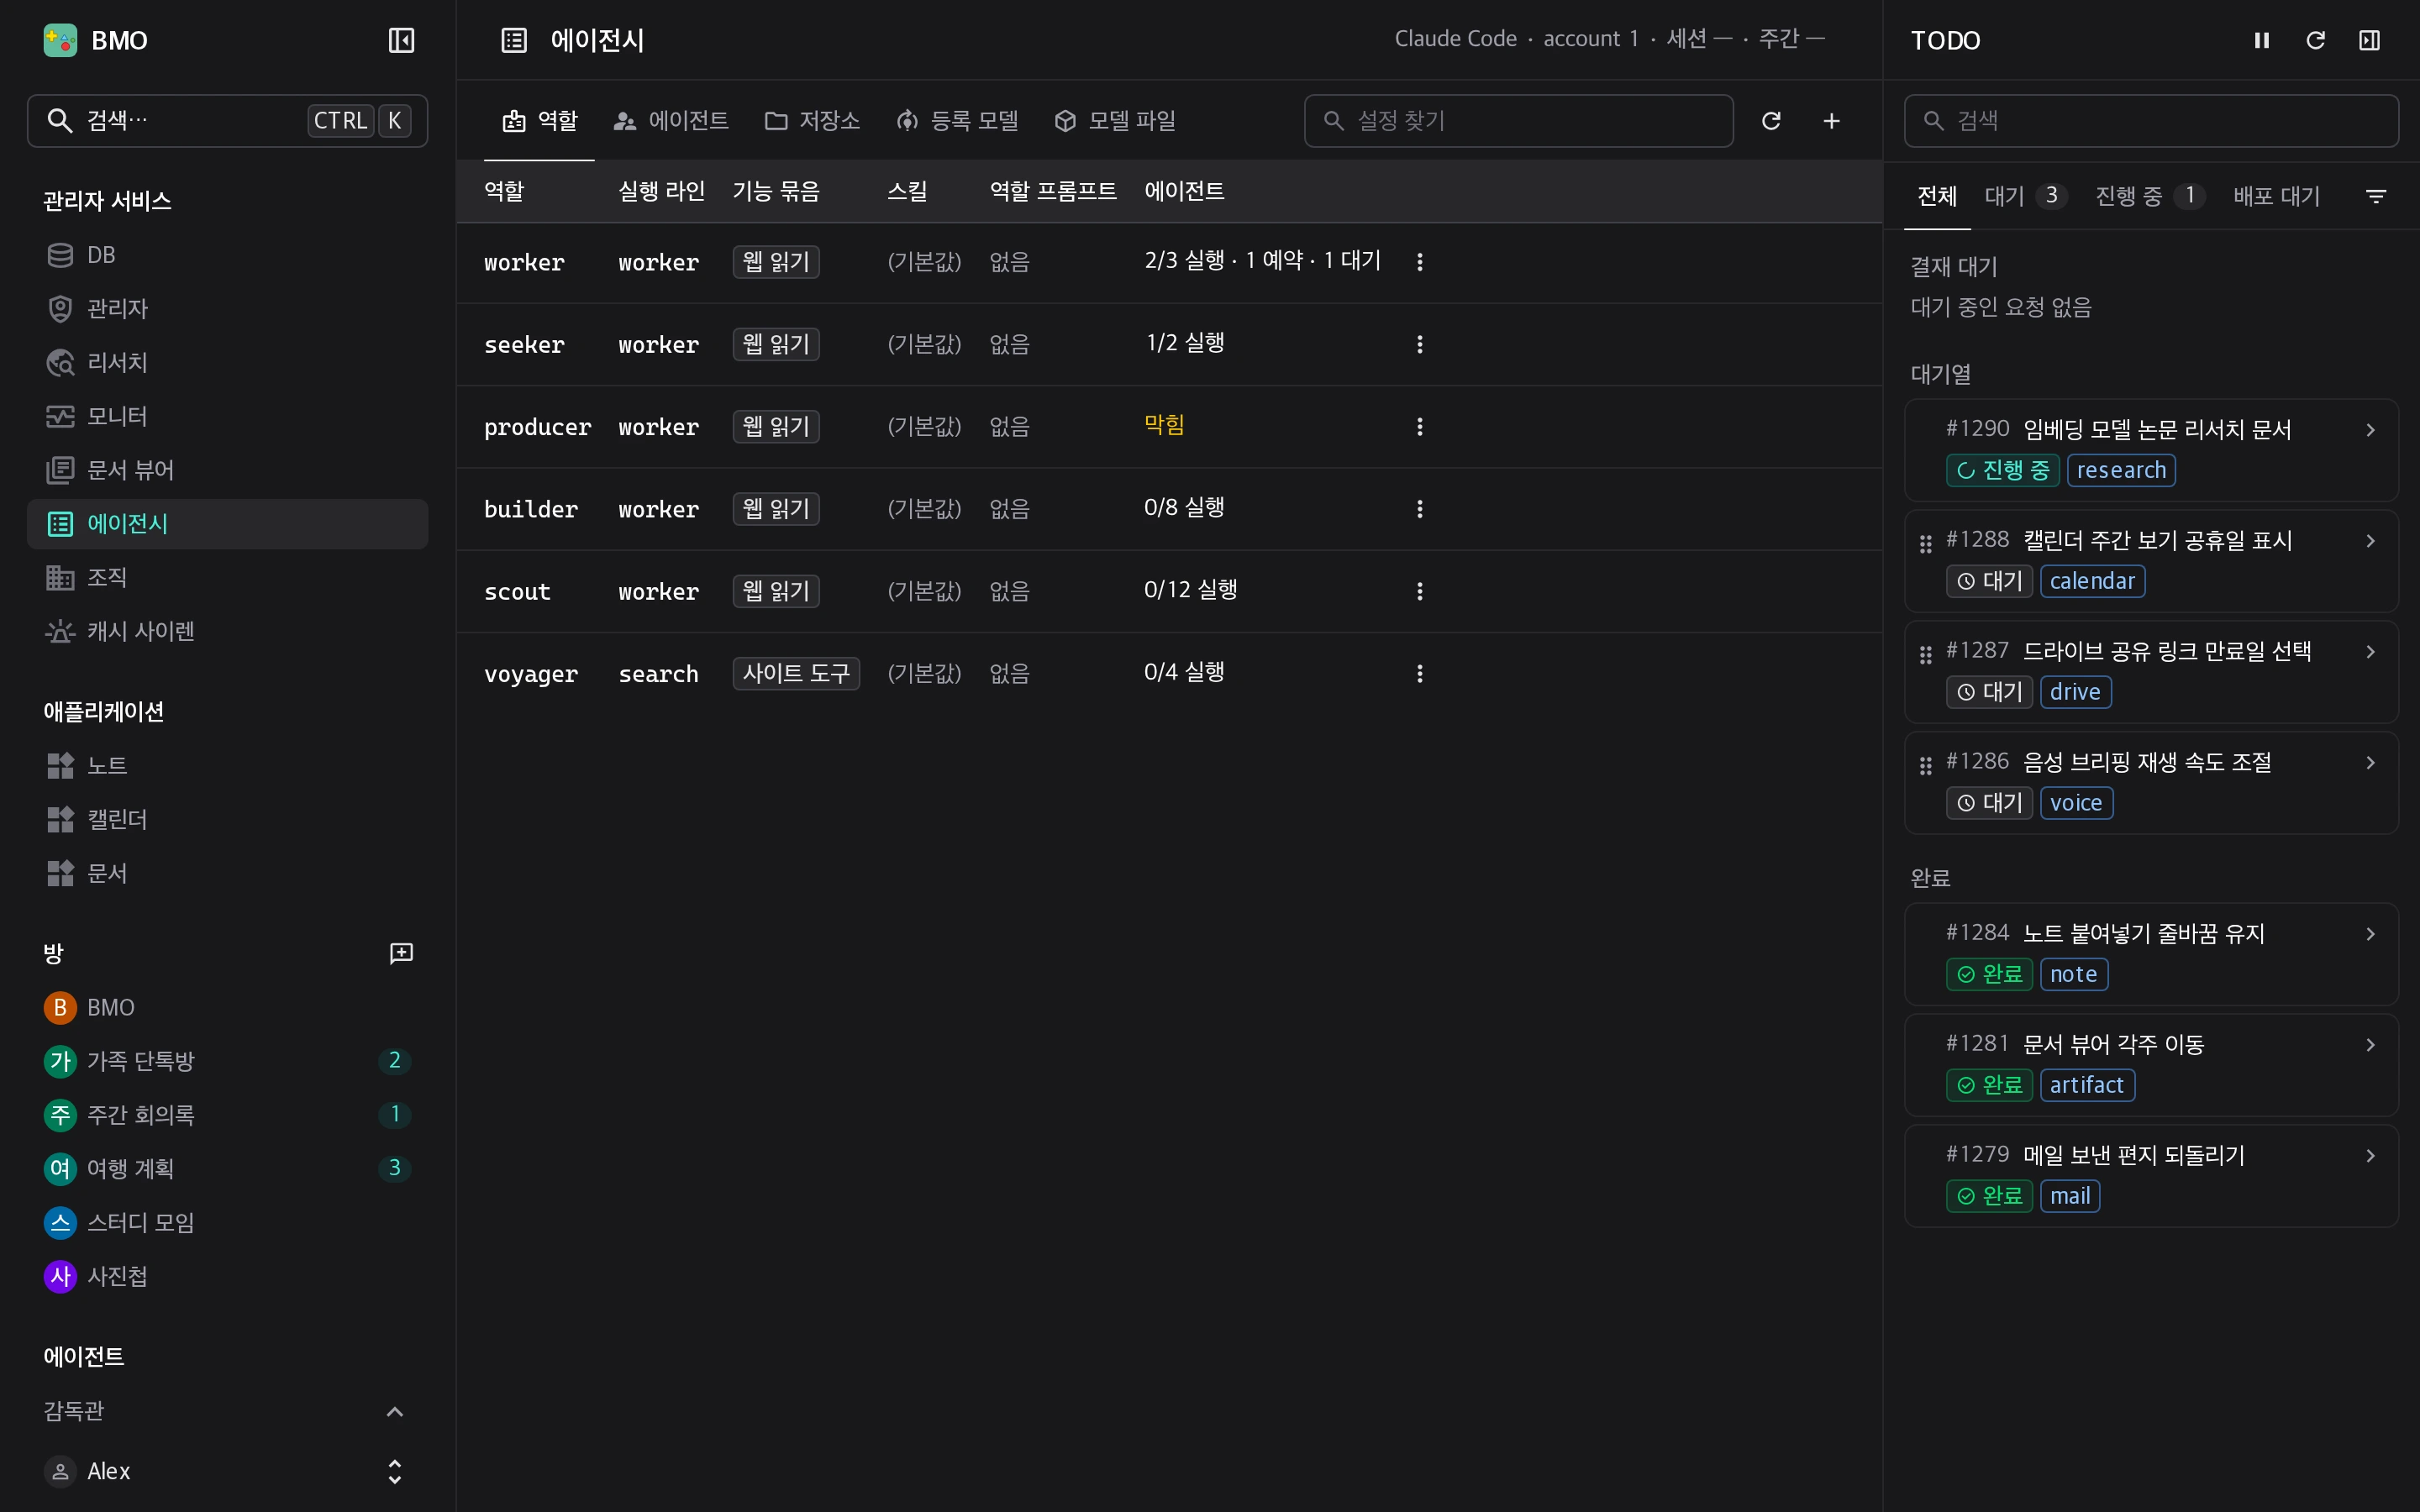 BMO
검색…
CTRL K
관리자 서비스
DB
관리자
리서치
모니터
문서 뷰어
에이전시
조직
캐시 사이렌
애플리케이션
노트
캘린더
문서
방
B BMO
가 가족 단톡방 2
주 주간 회의록 1
여 여행 계획 3
스 스터디 모임
사 사진첩
에이전트
감독관
Alex
에이전시
Claude Code · account 1 · 세션 — · 주간 —
역할 에이전트 저장소 등록 모델 모델 파일
설정 찾기
역할 실행 라인 기능 묶음 스킬 역할 프롬프트 에이전트
worker worker 웹 읽기 (기본값) 없음 2/3 실행 · 1 예약 · 1 대기
seeker worker 웹 읽기 (기본값) 없음 1/2 실행
producer worker 웹 읽기 (기본값) 없음 막힘
builder worker 웹 읽기 (기본값) 없음 0/8 실행
scout worker 웹 읽기 (기본값) 없음 0/12 실행
voyager search 사이트 도구 (기본값) 없음 0/4 실행
TODO
검색
전체 대기 3 진행 중 1 배포 대기
결재 대기
대기 중인 요청 없음
대기열
#1290 임베딩 모델 논문 리서치 문서
진행 중 research
#1288 캘린더 주간 보기 공휴일 표시
대기 calendar
#1287 드라이브 공유 링크 만료일 선택
대기 drive
#1286 음성 브리핑 재생 속도 조절
대기 voice
완료
#1284 노트 붙여넣기 줄바꿈 유지
완료 note
#1281 문서 뷰어 각주 이동
완료 artifact
#1279 메일 보낸 편지 되돌리기
완료 mail